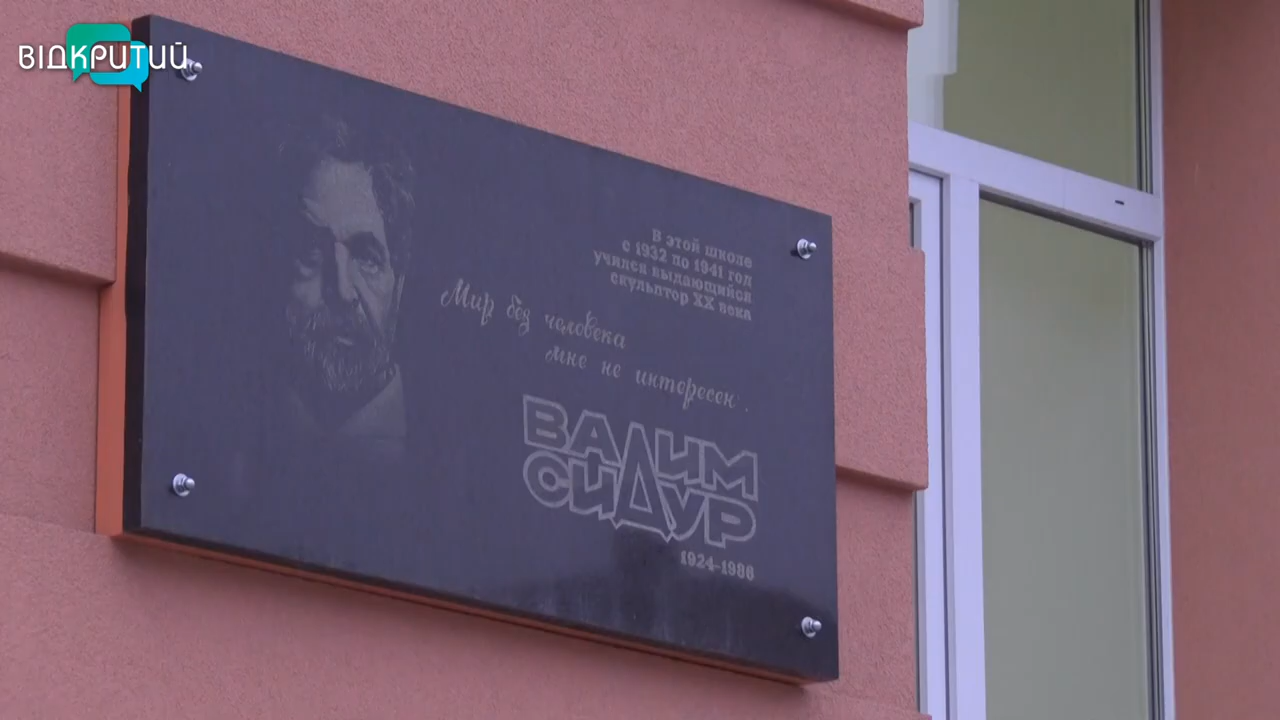 ВІДКРИТИЙ
В этой школе
с 1932 по 1941 год
учился выдающийся
скульптор XX века
Мир без человека
мне не интересен.
ВАДИМ
СИДУР
1924-1986